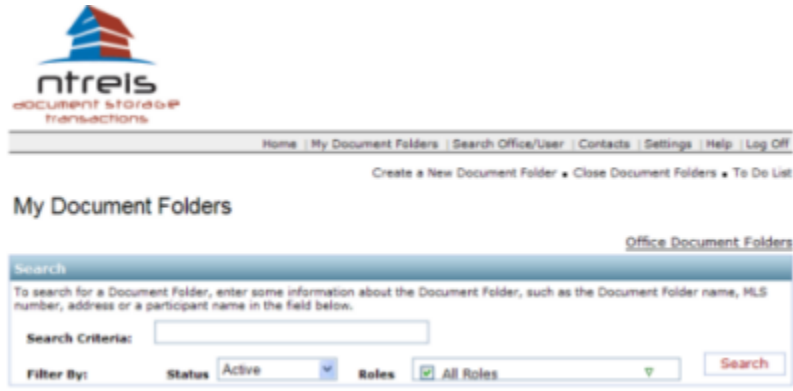 ntreis
document storage
transactions
Home | My Document Folders | Search Office/User | Contacts | Settings | Help | Log Off
Create a New Document Folder ▪ Close Document Folders ▪ To Do List
My Document Folders
Office Document Folders
Search
To search for a Document Folder, enter some information about the Document Folder, such as the Document Folder name, MLS
number, address or a participant name in the field below.
Search Criteria:
Filter By: Status Active Roles All Roles Search